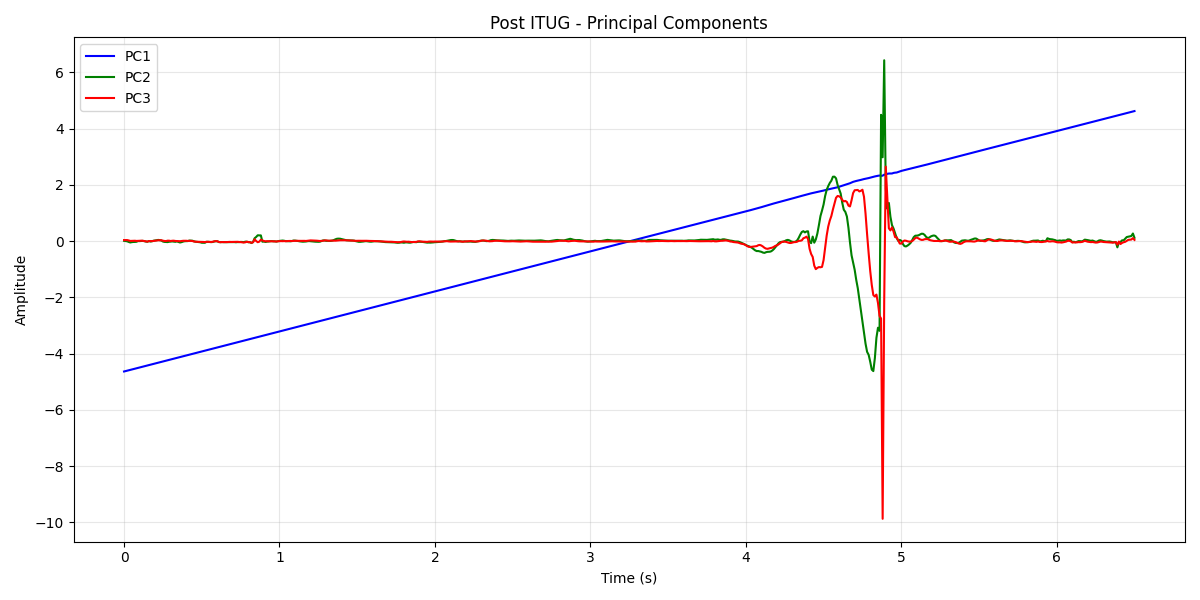 Post ITUG - Principal Components
PC1
PC2
PC3
Amplitude
6
4
2
0
−2
−4
−6
−8
−10
0 1 2 3 4 5 6
Time (s)